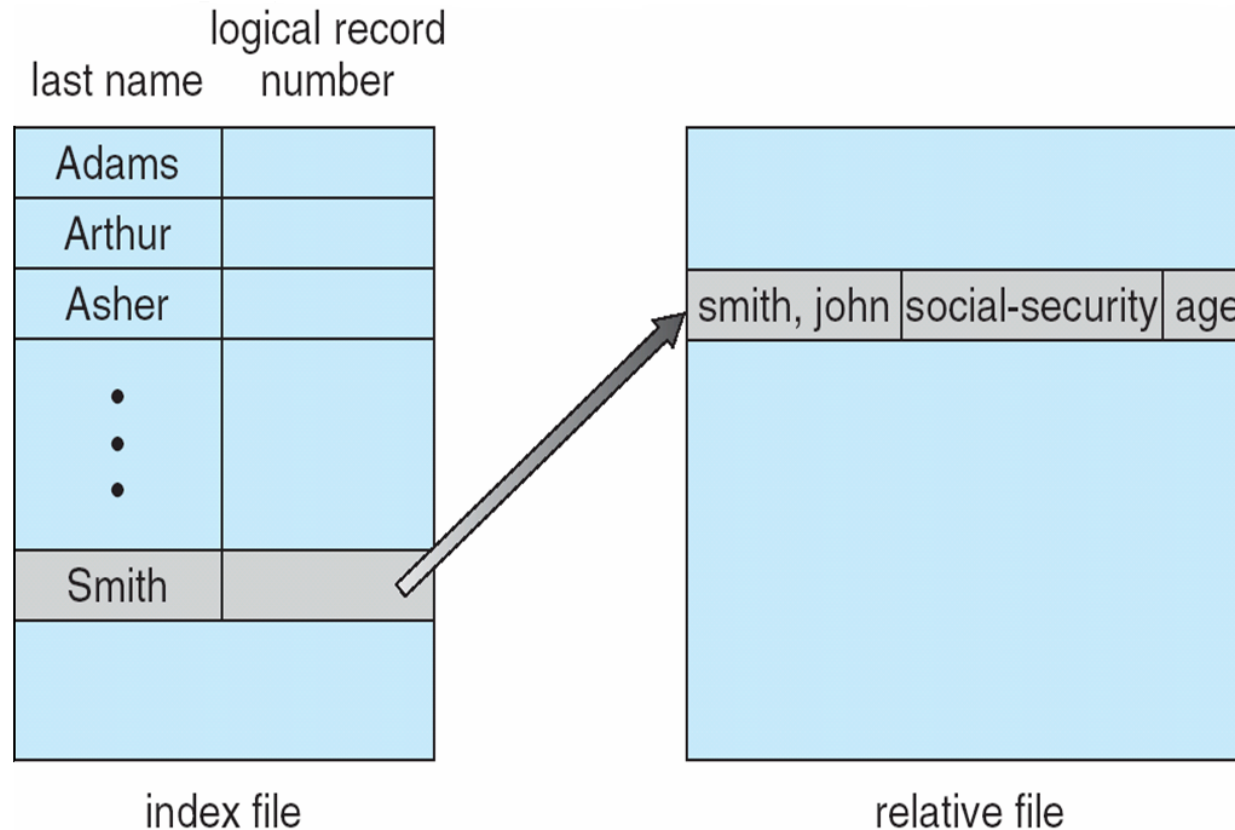 logical record
last name number
Adams
Arthur
Asher
smith, john social-security age
Smith
index file relative file